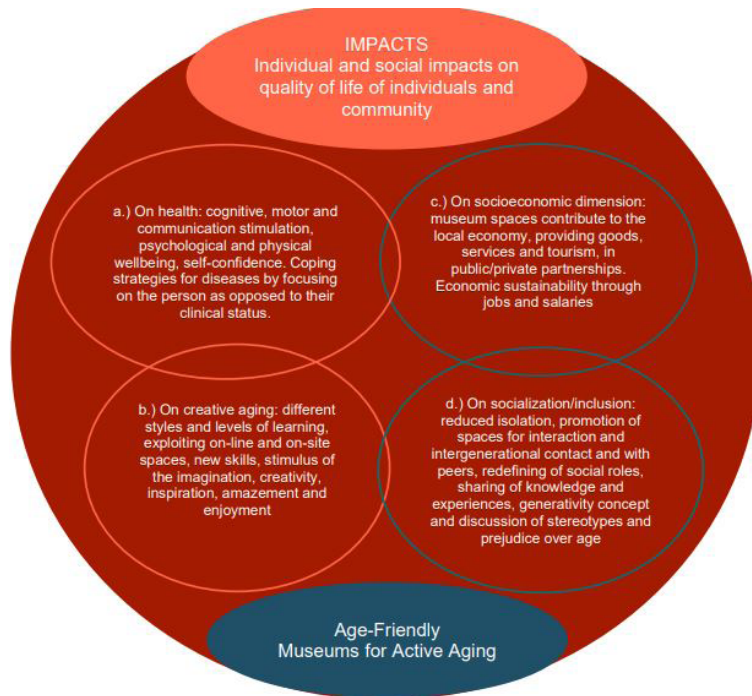 IMPACTS
Individual and social impacts on
quality of life of individuals and
community
a.) On health: cognitive, motor and
communication stimulation,
psychological and physical
wellbeing, self-confidence. Coping
strategies for diseases by focusing
on the person as opposed to their
clinical status.
c.) On socioeconomic dimension:
museum spaces contribute to
the local economy, providing goods,
services and tourism, in
public/private partnerships.
Economic sustainability through
jobs and salaries
b.) On creative aging: different
styles and levels of learning,
exploiting on-line and on-site
spaces, new skills, stimulus of
the imagination, creativity,
inspiration, amazement and
enjoyment
d.) On socialization/inclusion:
reduced isolation, promotion of
spaces for interaction and
intergenerational contact and with
peers, redefining of social roles,
sharing of knowledge and
experiences, generativity concept
and discussion of stereotypes and
prejudice over age
Age-Friendly
Museums for Active Aging